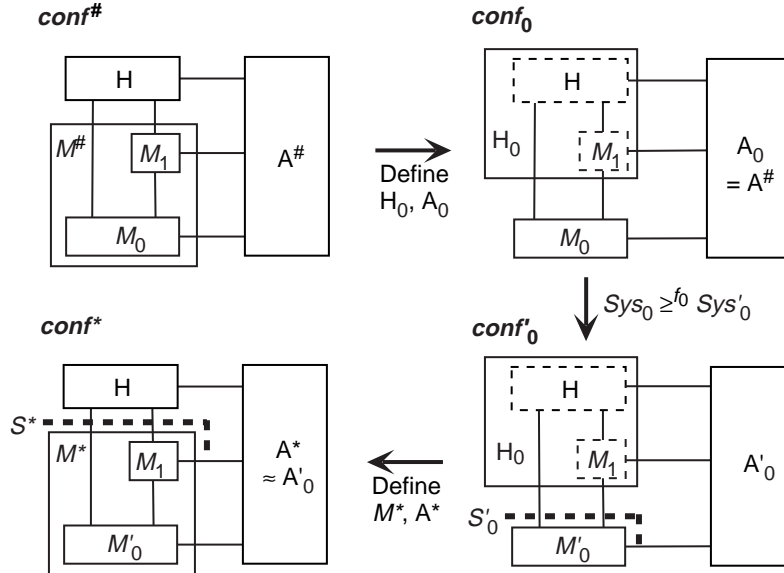 conf#
H
M#
M1
A#
M0
Define
H0, A0
conf0
H
H0
M1
A0
= A#
M0
Sys0 ≥f0 Sys'0
conf*
H
S*
M*
M1
A*
≈ A'0
M'0
Define
M*, A*
conf'0
H
H0
M1
A'0
S'0
M'0